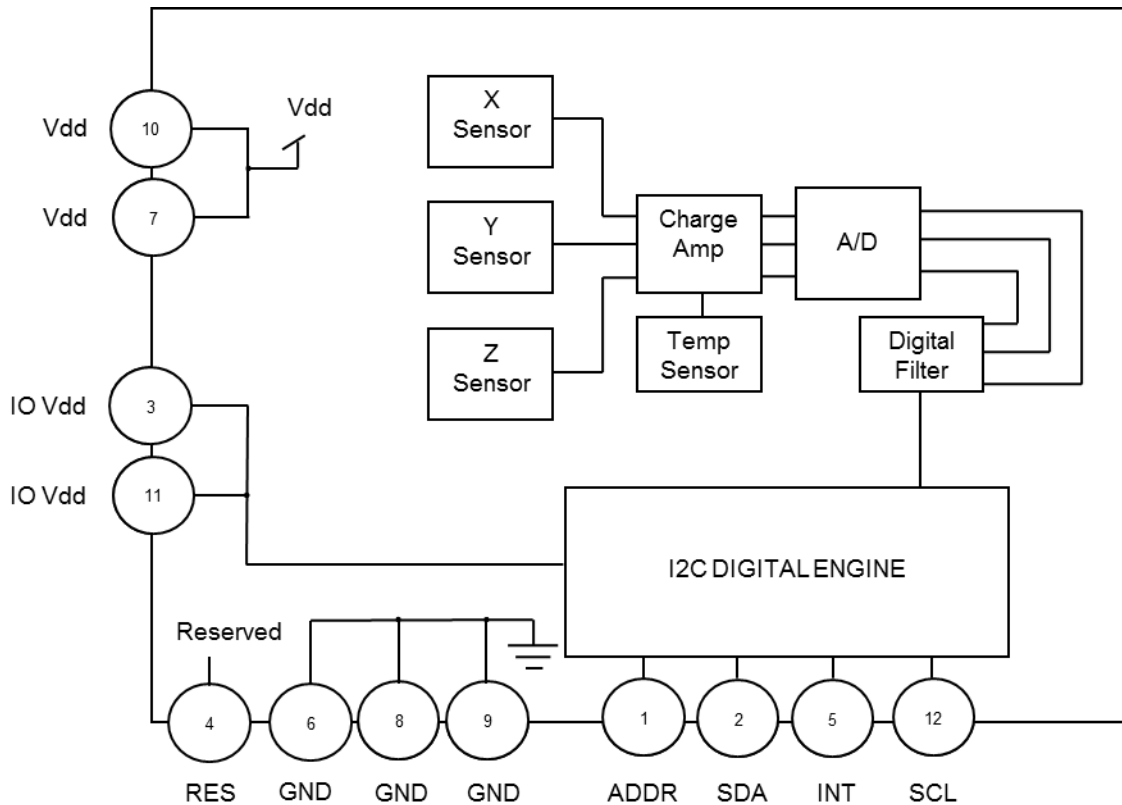 Vdd
10
Vdd
Vdd
7
X
Sensor
Y
Sensor
Z
Sensor
Charge
Amp
A/D
Temp
Sensor
Digital
Filter
IO Vdd
3
IO Vdd
11
I2C DIGITAL ENGINE
Reserved
4
6
8
9
1
2
5
12
RES
GND
GND
GND
ADDR
SDA
INT
SCL